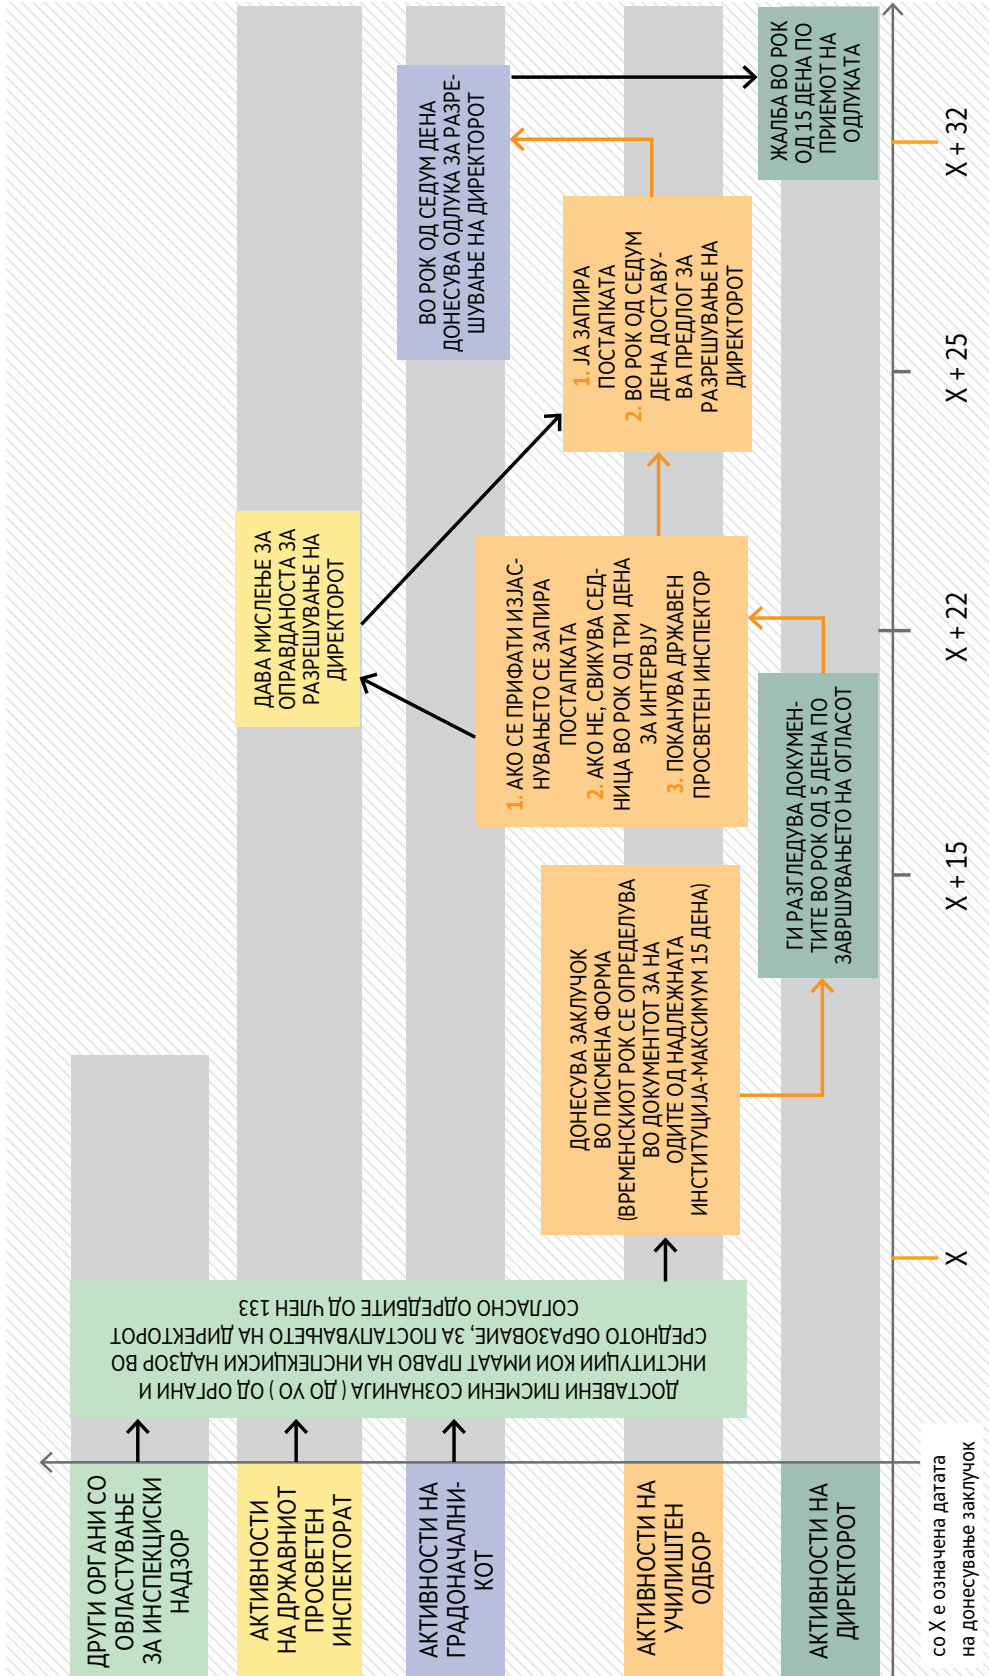 ДРУГИ ОРГАНИ СО
ОВЛАСТУВАЊЕ
ЗА ИНСПЕКЦИСКИ
НАДЗОР
АКТИВНОСТИ
НА ДРЖАВНИОТ
ПРОСВЕТЕН
ИНСПЕКТОРАТ
АКТИВНОСТИ НА
ГРАДОНАЧАЛНИ-
КОТ
АКТИВНОСТИ НА
УЧИЛИШТЕН
ОДБОР
АКТИВНОСТИ НА
ДИРЕКТОРОТ
ДОСТАВЕНИ ПИСМЕНИ СОЗНАНИЈА ( ДО УО ) ОД ОРГАНИ И
ИНСТИТУЦИИ КОИ ИМААТ ПРАВО НА ИНСПЕКЦИСКИ НАДЗОР ВО
СРЕДНОТО ОБРАЗОВАИЕ, ЗА ПОСТАПУВАЊЕТО НА ДИРЕКТОРОТ
СОГЛАСНО ОДРЕДБИТЕ ОД ЧЛЕН 133
ДОНЕСУВА ЗАКЛУЧОК
ВО ПИСМЕНА ФОРМА
(ВРЕМЕНСКИОТ РОК СЕ ОПРЕДЕЛУВА
ВО ДОКУМЕНТОТ ЗА НА
ОДИТЕ ОД НАДЛЕЖНАТА
ИНСТИТУЦИЈА-МАКСИМУМ 15 ДЕНА)
ГИ РАЗГЛЕДУВА ДОКУМЕН-
ТИТЕ ВО РОК ОД 5 ДЕНА ПО
ЗАВРШУВАЊЕТО НА ОГЛАСОТ
1. АКО СЕ ПРИФАТИ ИЗЈАС-
НУВАЊЕТО СЕ ЗАПИРА
ПОСТАПКАТА
2. АКО НЕ, СВИКУВА СЕД-
НИЦА ВО РОК ОД ТРИ ДЕНА
ЗА ИНТЕРВЈУ
3. ПОКАНУВА ДРЖАВЕН
ПРОСВЕТЕН ИНСПЕКТОР
ДАВА МИСЛЕЊЕ ЗА
ОПРАВДАНОСТА ЗА
РАЗРЕШУВАЊЕ НА
ДИРЕКТОРОТ
1. ЈА ЗАПИРА
ПОСТАПКАТА
2. ВО РОК ОД СЕДУМ
ДЕНА ДОСТАВУ-
ВА ПРЕДЛОГ ЗА
РАЗРЕШУВАЊЕ НА
ДИРЕКТОРОТ
ВО РОК ОД СЕДУМ ДЕНА
ДОНЕСУВА ОДЛУКА ЗА РАЗРЕ-
ШУВАЊЕ НА ДИРЕКТОРОТ
ЖАЛБА ВО РОК
ОД 15 ДЕНА ПО
ПРИЕМОТ НА
ОДЛУКАТА
X
X + 15
X + 22
X + 25
X + 32
со X е означена датата
на донесување заклучок